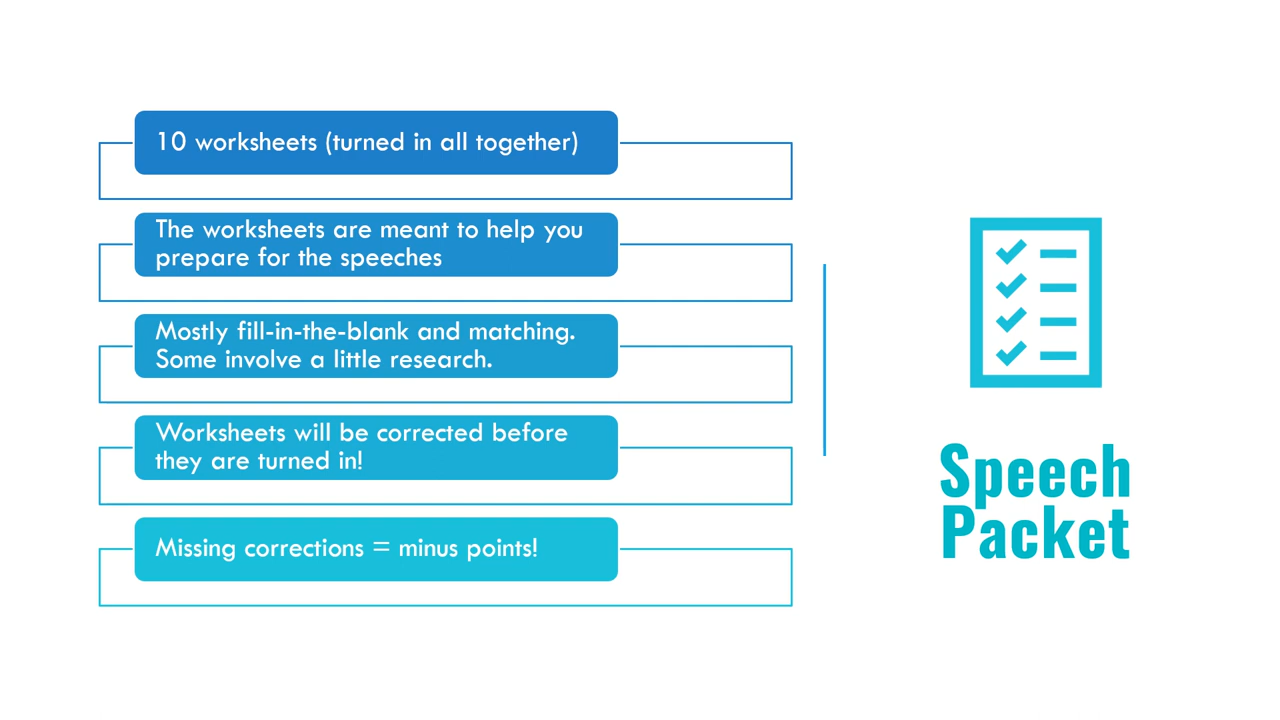 10 worksheets (turned in all together)
The worksheets are meant to help you
prepare for the speeches
Mostly fill-in-the-blank and matching.
Some involve a little research.
Worksheets will be corrected before
they are turned in!
Missing corrections = minus points!
Speech
Packet